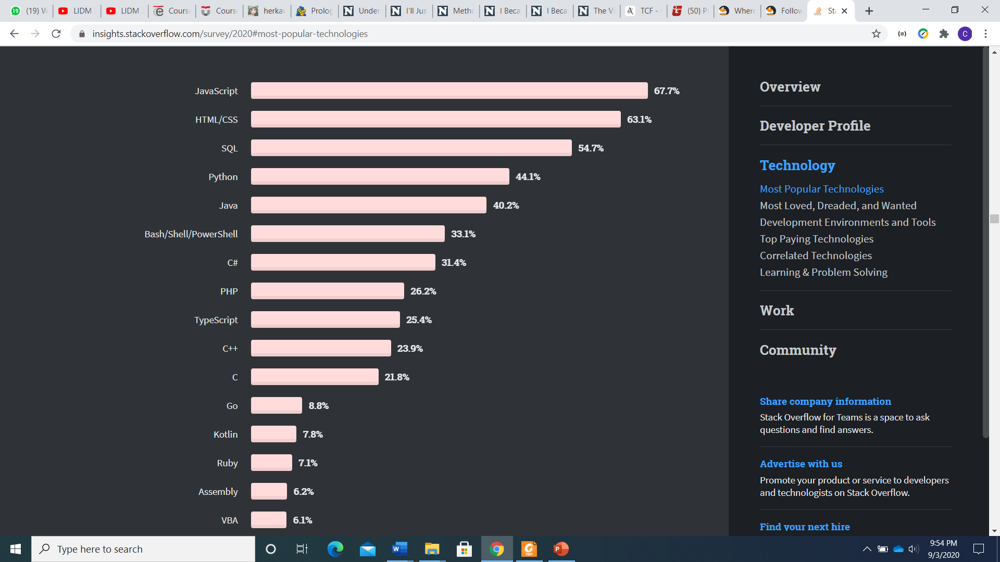 (19) W
LIDM
LIDM
Cours
Cours
herka
Prolog
Under
I'll Jus
Metho
I Beca
I Beca
The Vi
TCF -
(50) P
Where
Follow
Sta
insights.stackoverflow.com/survey/2020#most-popular-technologies
C
JavaScript 67.7%
HTML/CSS 63.1%
SQL 54.7%
Python 44.1%
Java 40.2%
Bash/Shell/PowerShell 33.1%
C# 31.4%
PHP 26.2%
TypeScript 25.4%
C++ 23.9%
C 21.8%
Go 8.8%
Kotlin 7.8%
Ruby 7.1%
Assembly 6.2%
VBA 6.1%
Overview
Developer Profile
Technology
Most Popular Technologies
Most Loved, Dreaded, and Wanted
Development Environments and Tools
Top Paying Technologies
Correlated Technologies
Learning & Problem Solving
Work
Community
Share company information
Stack Overflow for Teams is a space to ask
questions and find answers.
Advertise with us
Promote your product or service to developers
and technologists on Stack Overflow.
Find your next hire
Type here to search
9:54 PM
9/3/2020